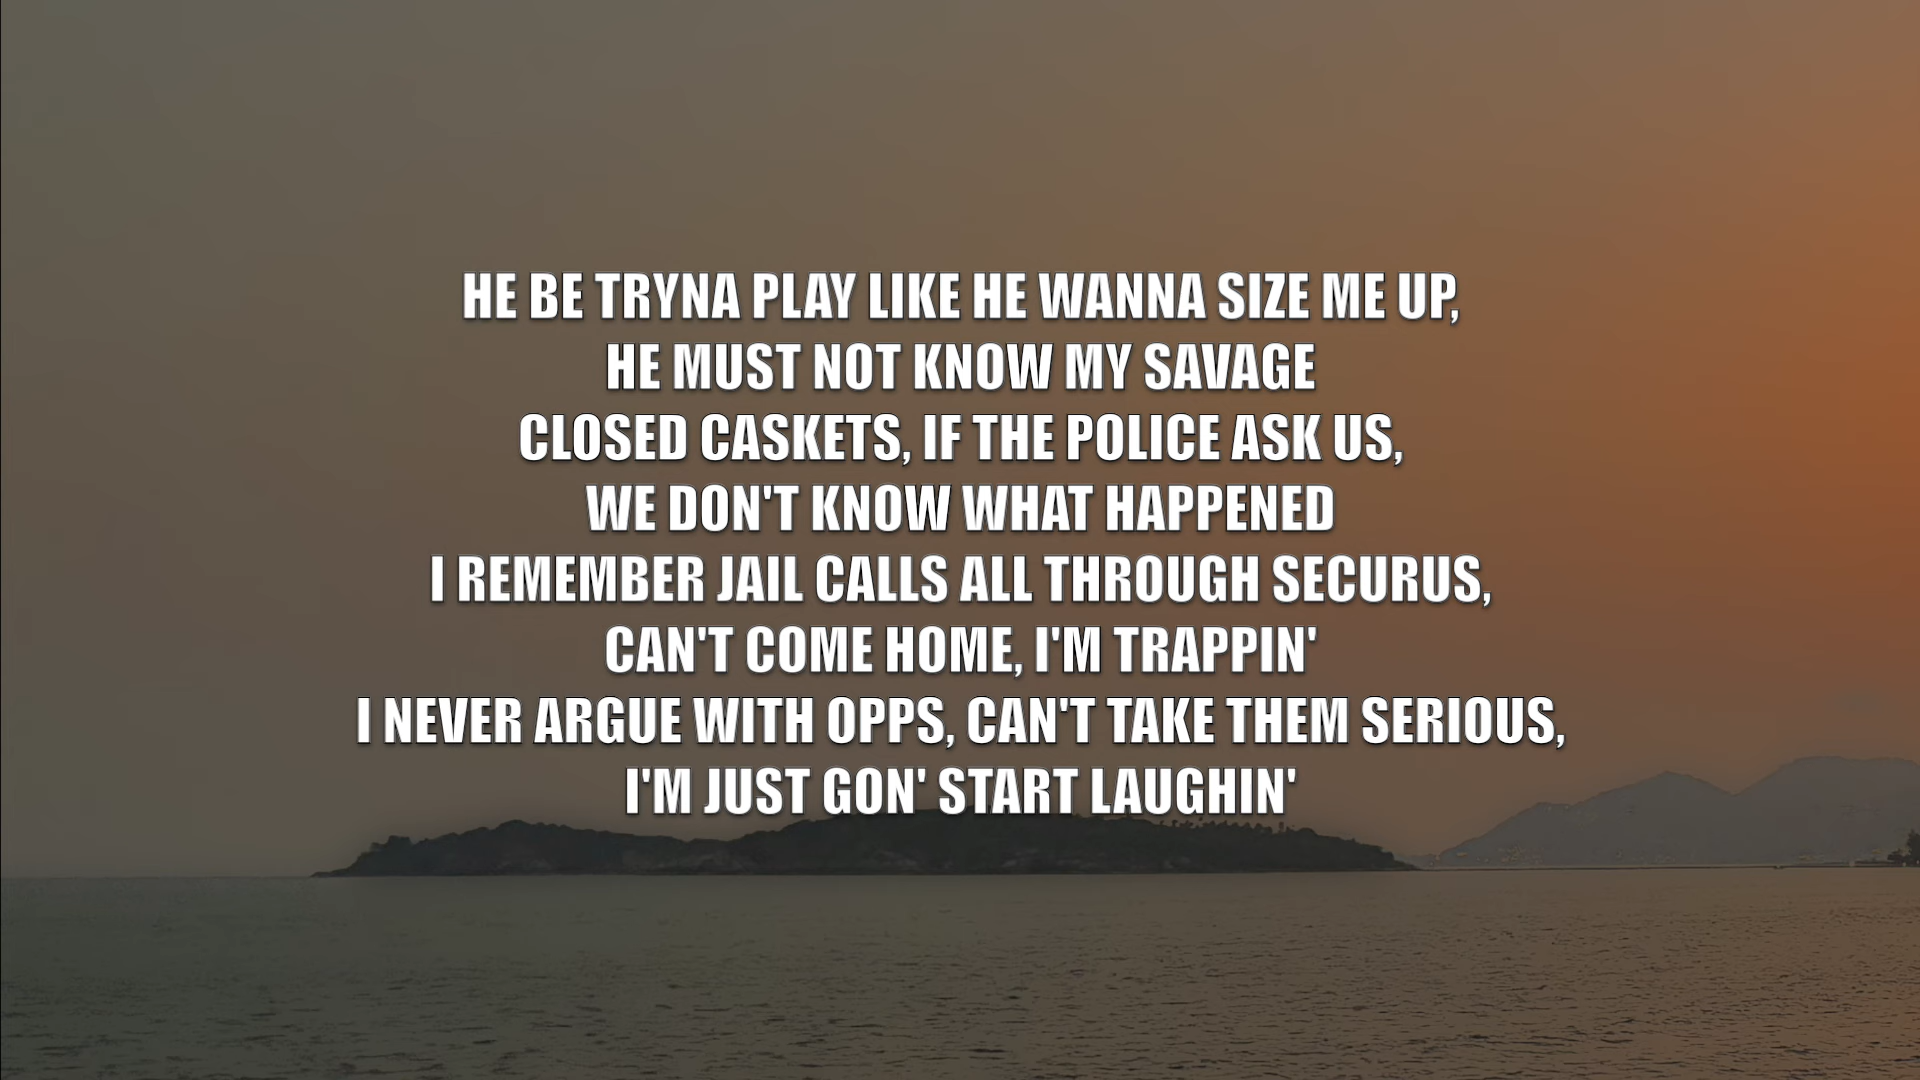 HE BE TRYNA PLAY LIKE HE WANNA SIZE ME UP,
HE MUST NOT KNOW MY SAVAGE
CLOSED CASKETS, IF THE POLICE ASK US,
WE DON'T KNOW WHAT HAPPENED
I REMEMBER JAIL CALLS ALL THROUGH SECURUS,
CAN'T COME HOME, I'M TRAPPIN'
I NEVER ARGUE WITH OPPS, CAN'T TAKE THEM SERIOUS,
I'M JUST GON' START LAUGHIN'